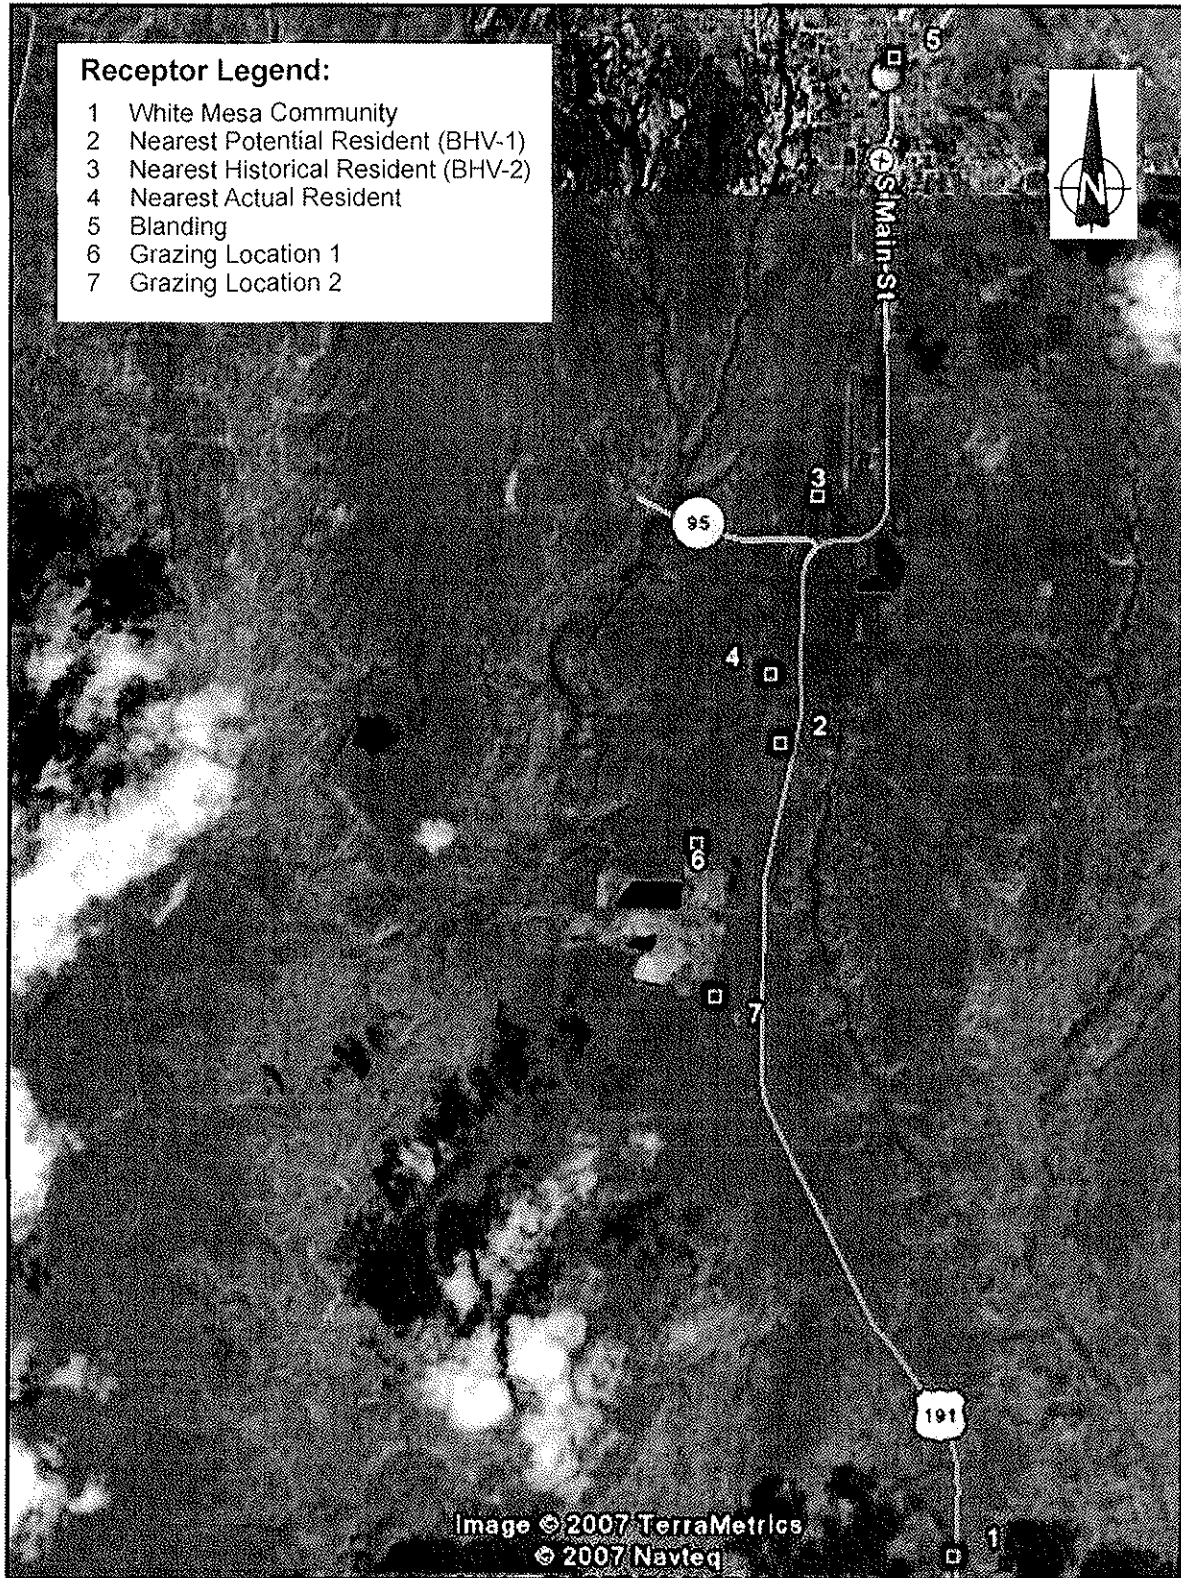 Receptor Legend:
1 White Mesa Community
2 Nearest Potential Resident (BHV-1)
3 Nearest Historical Resident (BHV-2)
4 Nearest Actual Resident
5 Blanding
6 Grazing Location 1
7 Grazing Location 2
5
N
S Main-St
3
95
4
2
6
7
191
Image © 2007 TerraMetrics
© 2007 Navteq
1